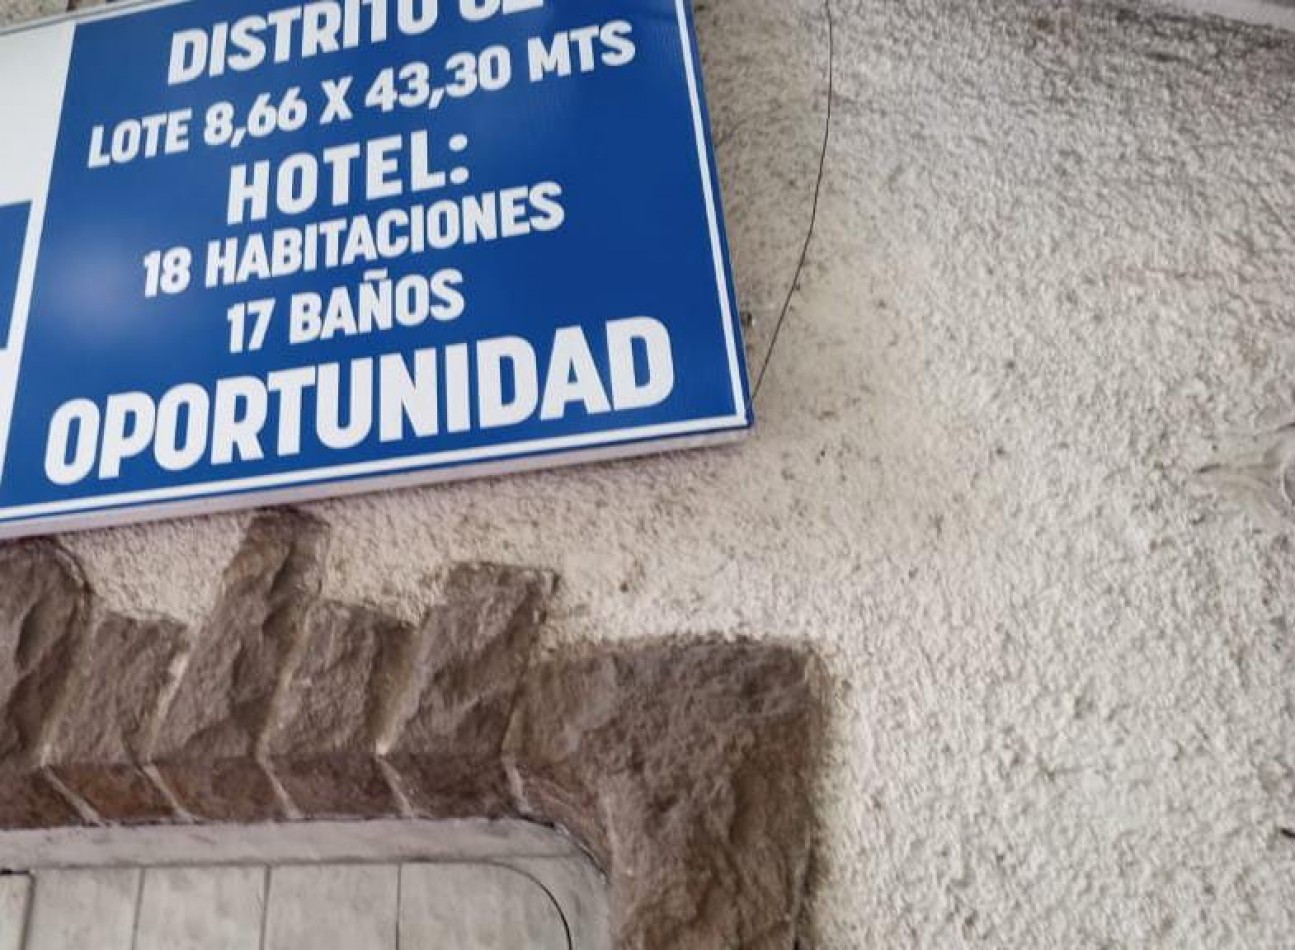 DISTRITO
LOTE 8,66 X 43,30 MTS
HOTEL:
18 HABITACIONES
17 BAÑOS
OPORTUNIDAD